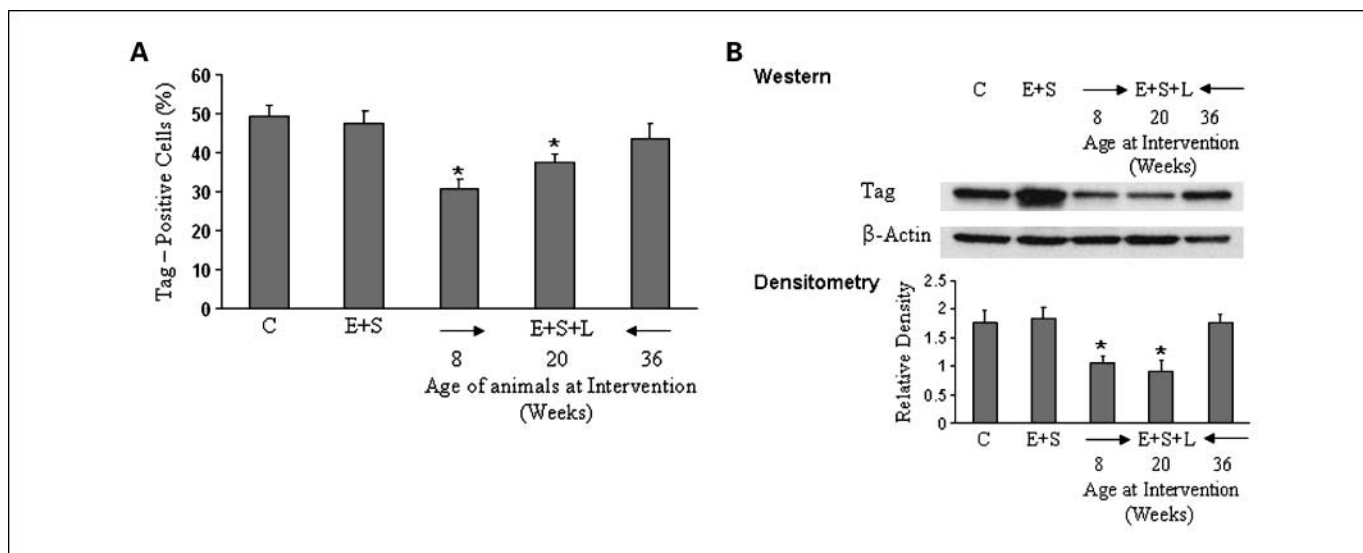 A
Tag – Positive Cells (%)
60
50
40
30
20
10
0
*
*
C E+S → E+S+L ←
8 20 36
Age of animals at Intervention
(Weeks)
B
Western
C E+S → E+S+L ←
8 20 36
Age at Intervention
(Weeks)
Tag
β-Actin
Densitometry
Relative Density
2.5
2
1.5
1
0.5
0
*
*
C E+S → E+S+L ←
8 20 36
Age at Intervention
(Weeks)